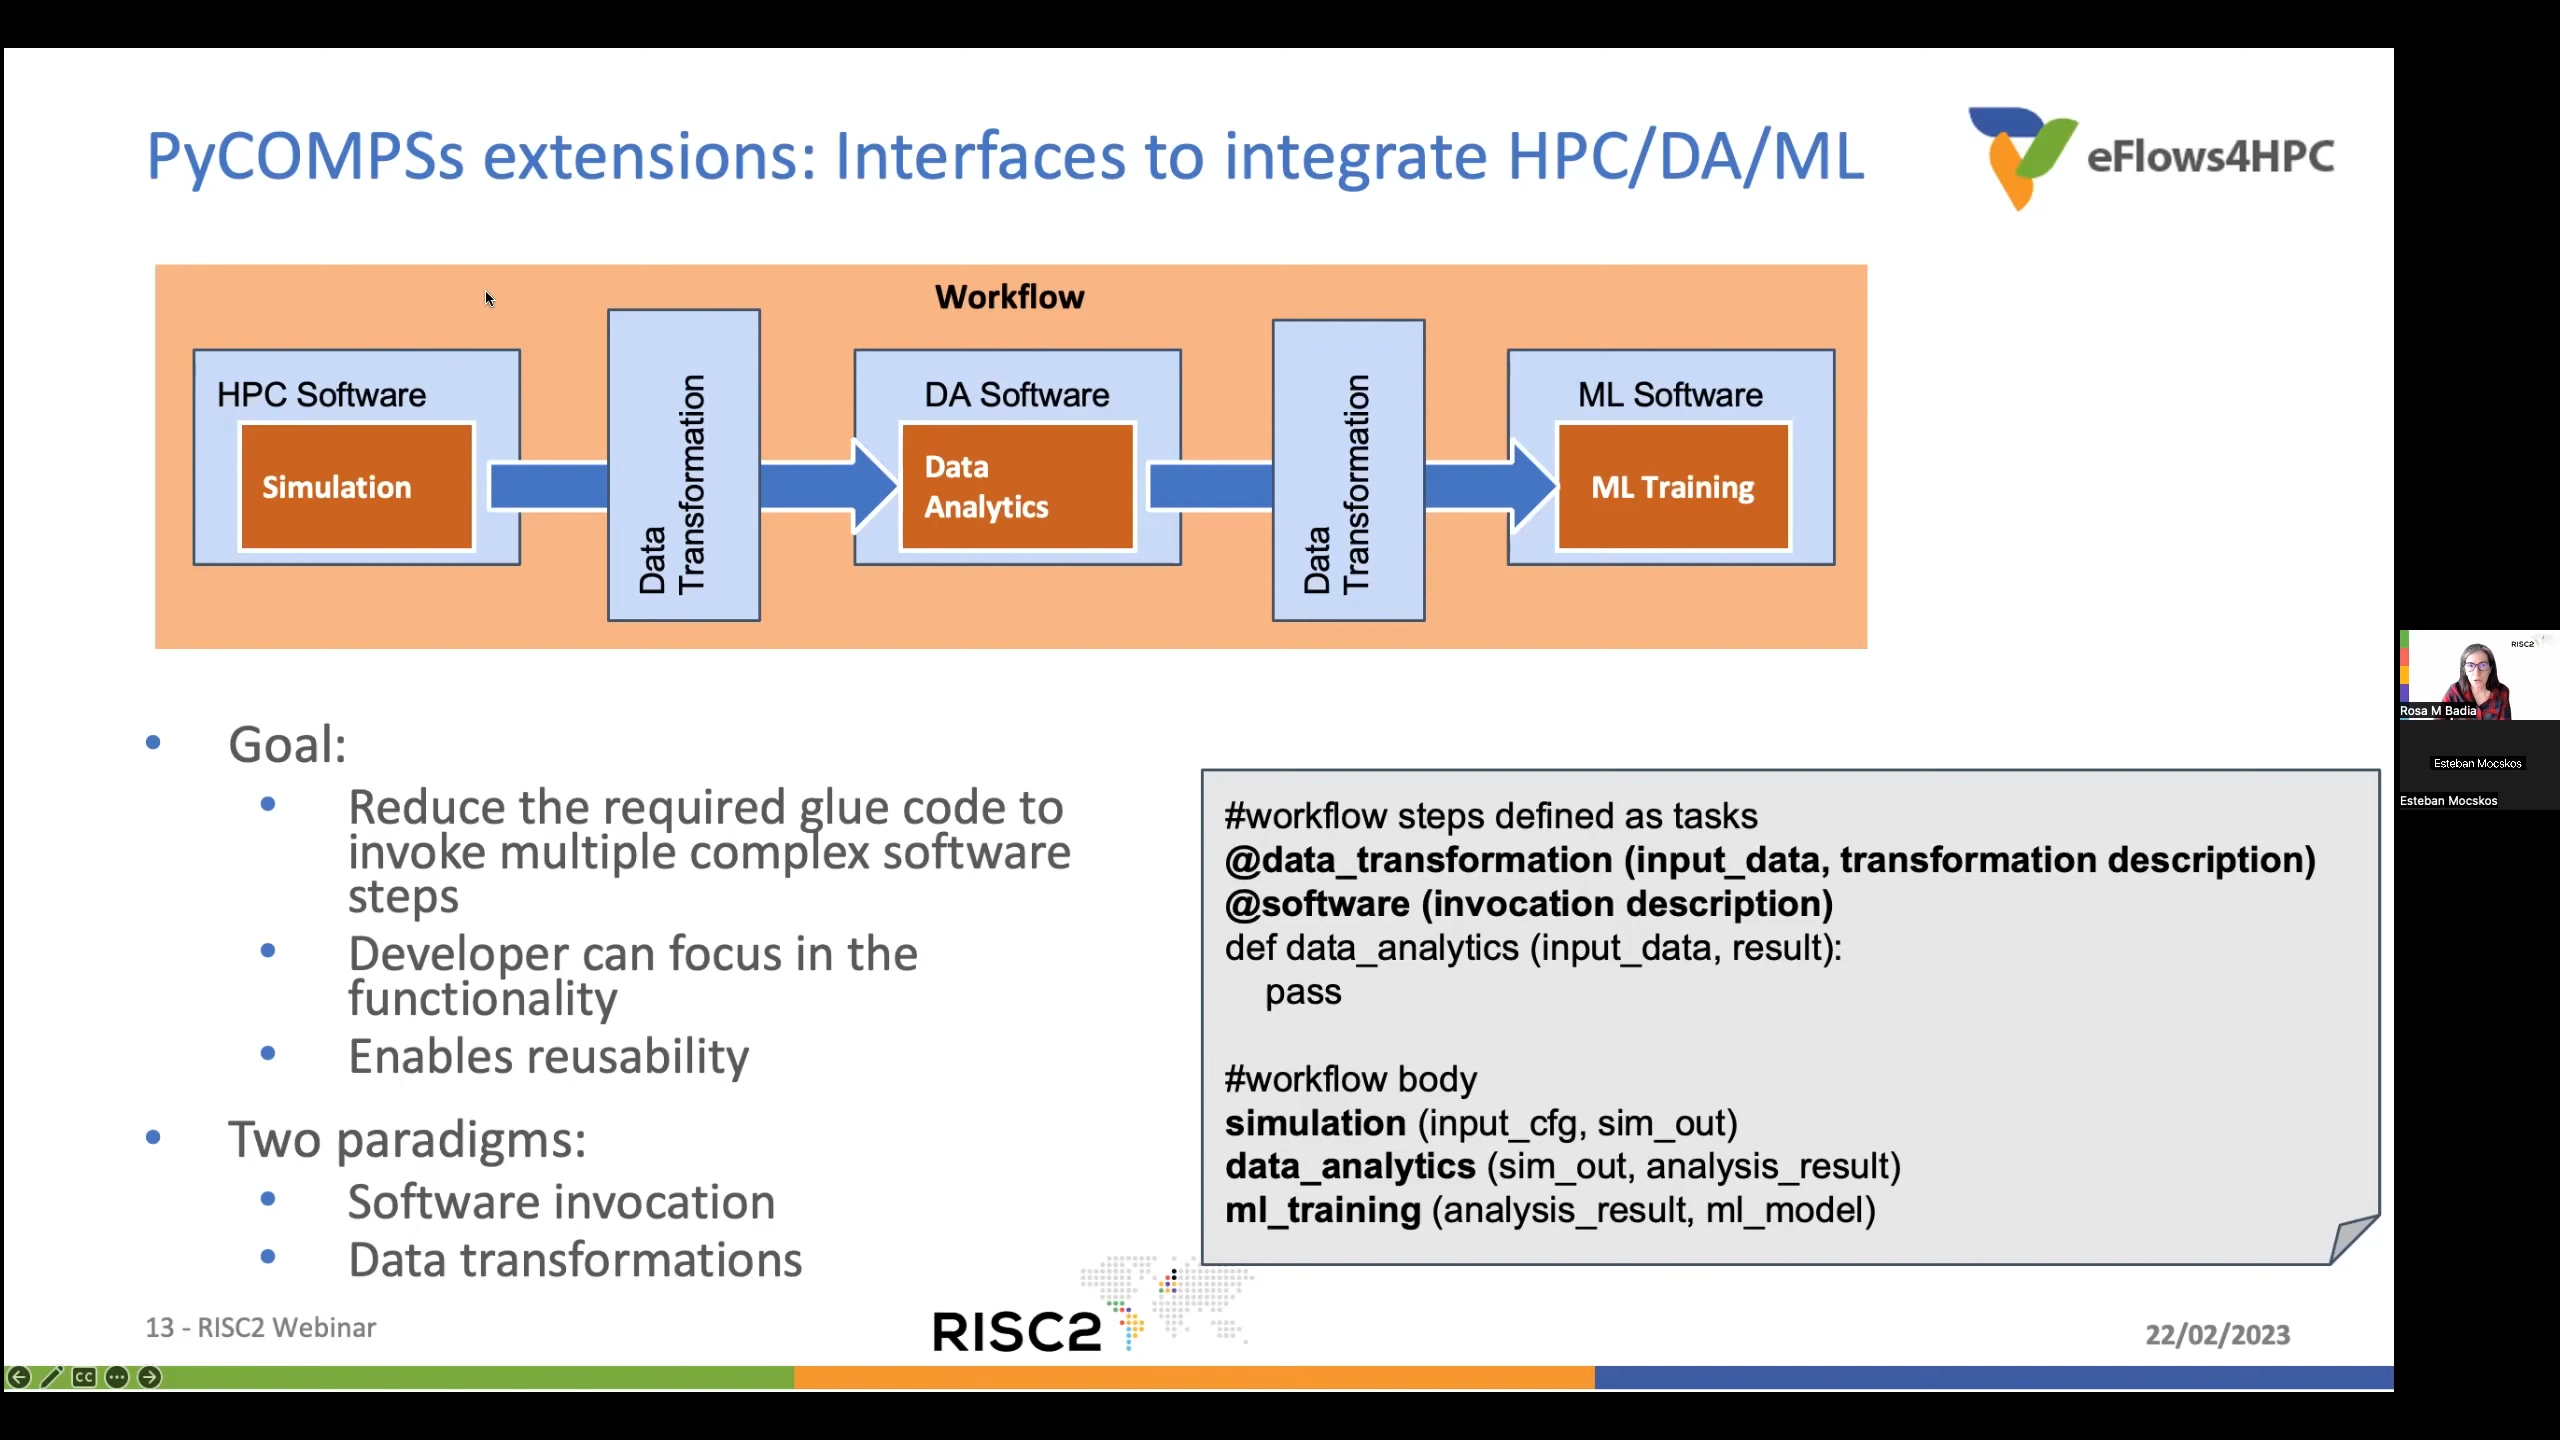 PyCOMPSs extensions: Interfaces to integrate HPC/DA/ML
eFlows4HPC
Workflow
HPC Software
Simulation
Data
Transformation
DA Software
Data
Analytics
Data
Transformation
ML Software
ML Training
• Goal:
• Reduce the required glue code to
invoke multiple complex software
steps
• Developer can focus in the
functionality
• Enables reusability
• Two paradigms:
• Software invocation
• Data transformations
#workflow steps defined as tasks
@data_transformation (input_data, transformation description)
@software (invocation description)
def data_analytics (input_data, result):
pass
#workflow body
simulation (input_cfg, sim_out)
data_analytics (sim_out, analysis_result)
ml_training (analysis_result, ml_model)
RISC2
Rosa M Badia
Esteban Mocskos
Esteban Mocskos
13 - RISC2 Webinar
RISC2
22/02/2023
CC